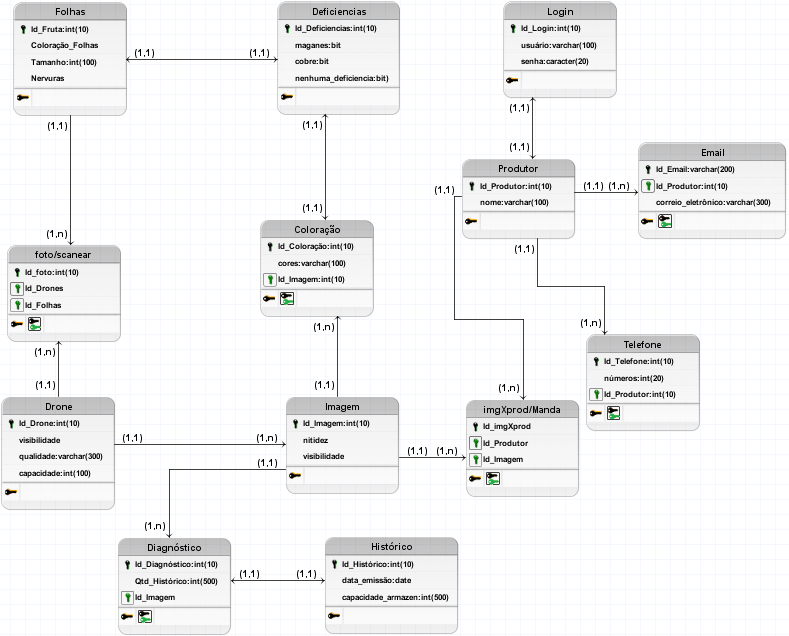 Folhas
Id_Fruta:int(10)
Coloração_Folhas
Tamanho:int(100)
Nervuras
(1,1)
(1,1)
Deficiencias
Id_Deficiencias:int(10)
maganes:bit
cobre:bit
nenhuma_deficiencia:bit)
Login
Id_Login:int(10)
usuário:varchar(100)
senha:caracter(20)
(1,1)
(1,1)
(1,1)
(1,1)
Produtor
Id_Produtor:int(10)
nome:varchar(100)
(1,1)
(1,1)
(1,n)
Email
Id_Email:varchar(200)
Id_Produtor:int(10)
correio_eletrônico:varchar(300)
(1,1)
(1,n)
(1,1)
foto/scanear
Id_foto:int(10)
Id_Drones
Id_Folhas
Coloração
Id_Coloração:int(10)
cores:varchar(100)
Id_Imagem:int(10)
(1,n)
(1,n)
(1,n)
Telefone
Id_Telefone:int(10)
números:int(20)
Id_Produtor:int(10)
(1,1)
(1,1)
(1,n)
Drone
Id_Drone:int(10)
visibilidade
qualidade:varchar(300)
capacidade:int(100)
(1,1)
(1,n)
Imagem
Id_Imagem:int(10)
nitidez
visibilidade
(1,1)
(1,n)
imgXprod/Manda
Id_imgXprod
Id_Produtor
Id_Imagem
(1,1)
(1,n)
Diagnóstico
Id_Diagnóstico:int(10)
Qtd_Histórico:int(500)
Id_Imagem
(1,1)
(1,1)
Histórico
Id_Histórico:int(10)
data_emissão:date
capacidade_armazen:int(500)